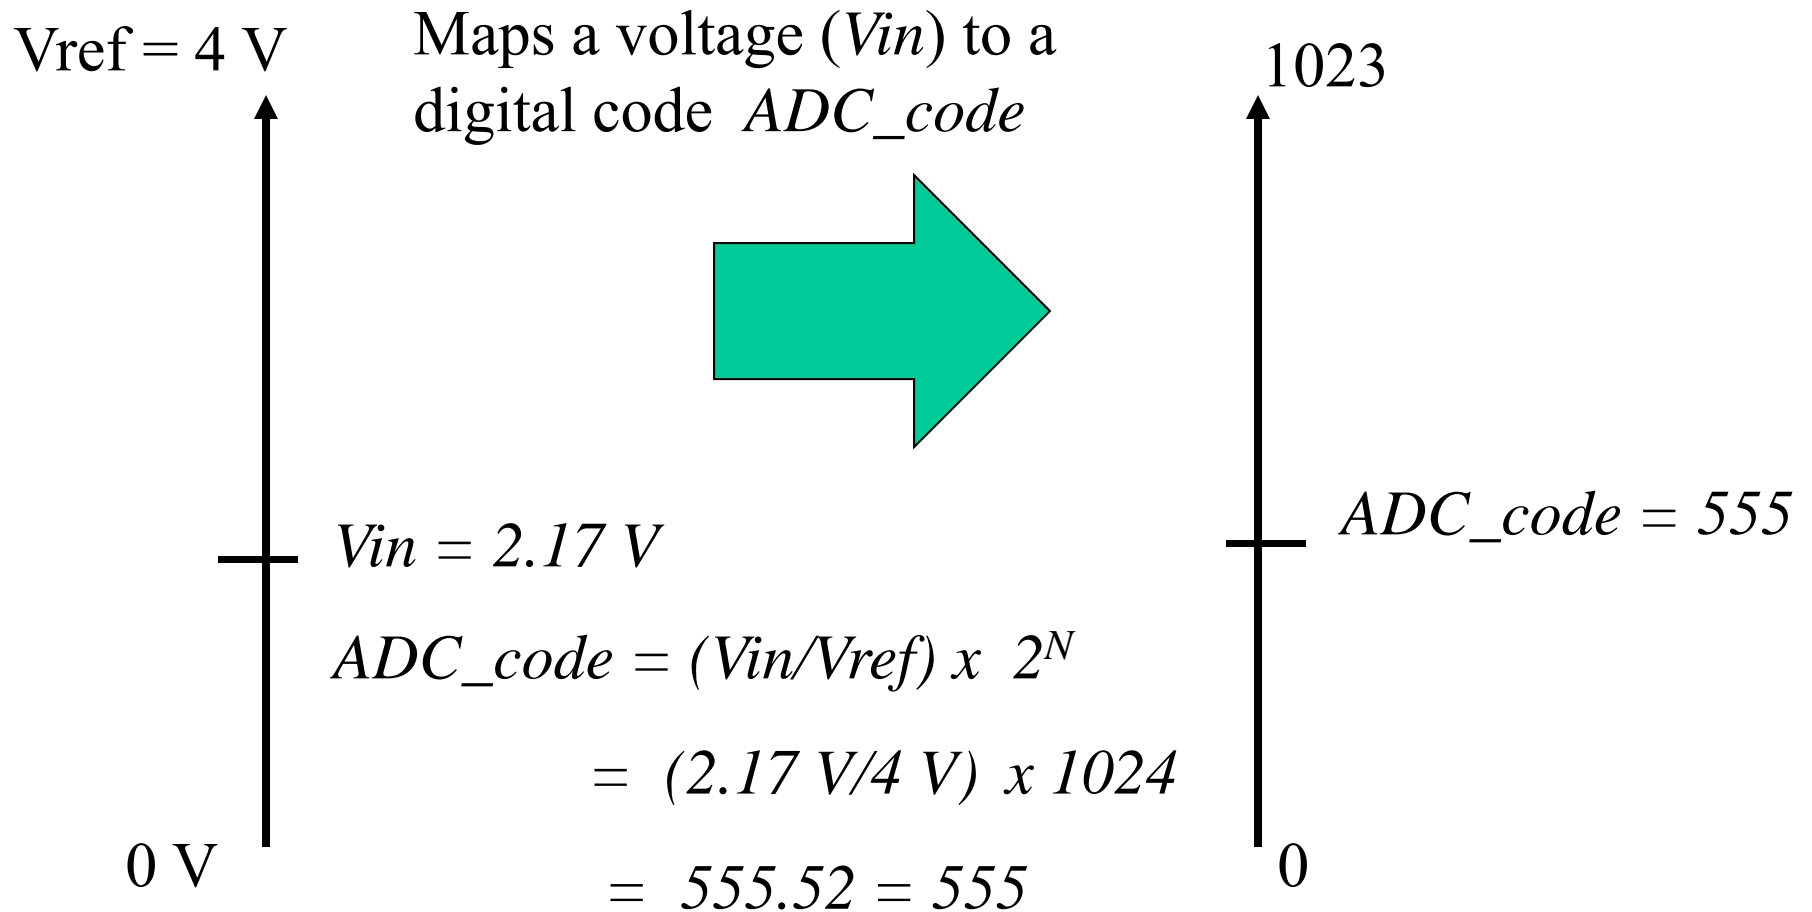 Vref = 4 V
Maps a voltage (Vin) to a
digital code ADC_code
1023
Vin = 2.17 V
ADC_code = 555
ADC_code = (Vin/Vref) x 2^N
= (2.17 V/4 V) x 1024
= 555.52 = 555
0 V
0